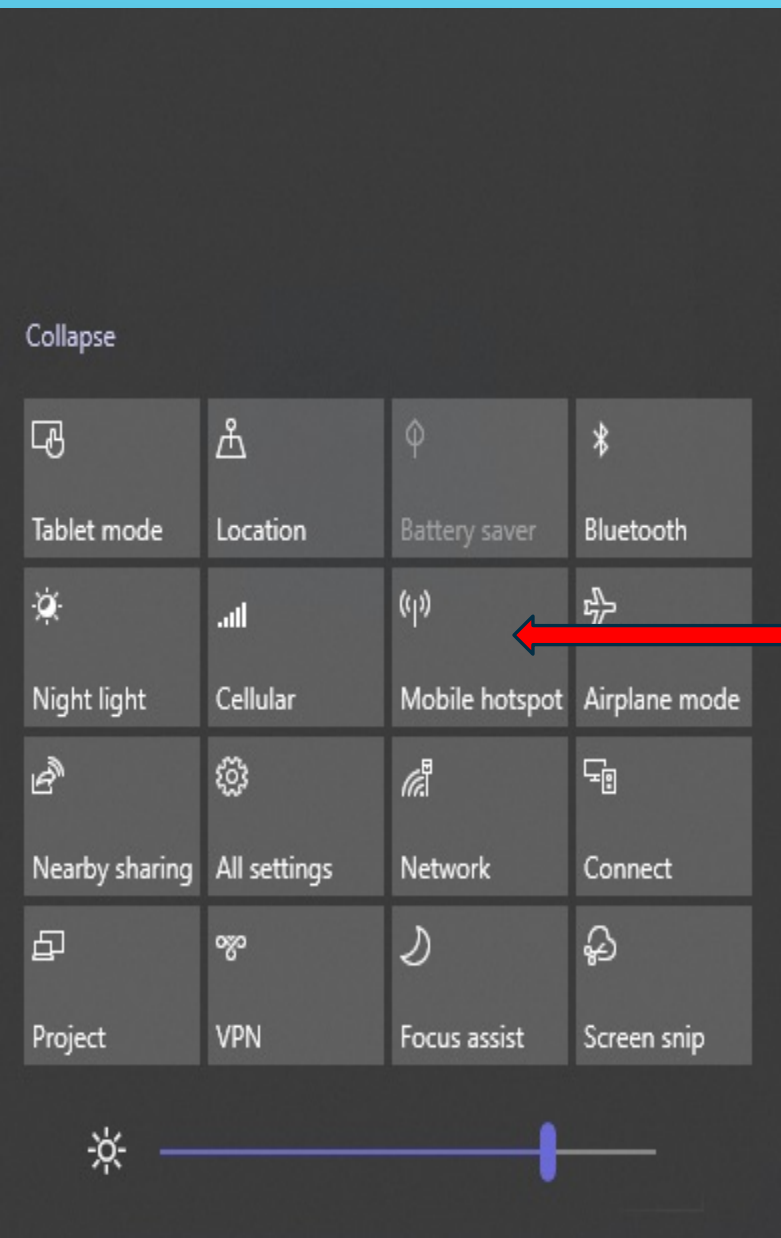 Collapse
Tablet mode
Location
Battery saver
Bluetooth
Night light
Cellular
Mobile hotspot
Airplane mode
Nearby sharing
All settings
Network
Connect
Project
VPN
Focus assist
Screen snip